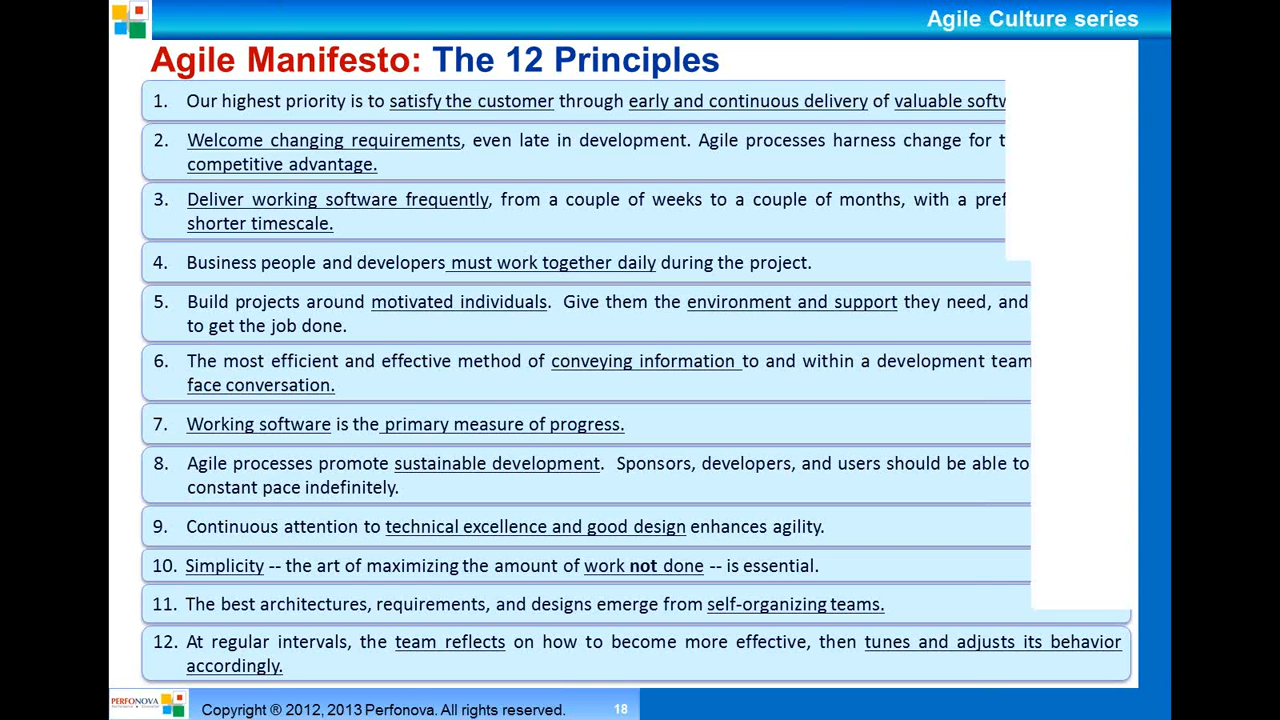 Agile Culture series
Agile Manifesto: The 12 Principles
1. Our highest priority is to satisfy the customer through early and continuous delivery of valuable
2. Welcome changing requirements, even late in development. Agile processes harness change for
competitive advantage.
3. Deliver working software frequently, from a couple of weeks to a couple of months, with a
shorter timescale.
4. Business people and developers must work together daily during the project.
5. Build projects around motivated individuals. Give them the environment and support they need, and
to get the job done.
6. The most efficient and effective method of conveying information to and within a development team
face conversation.
7. Working software is the primary measure of progress.
8. Agile processes promote sustainable development. Sponsors, developers, and users should be able to
constant pace indefinitely.
9. Continuous attention to technical excellence and good design enhances agility.
10. Simplicity -- the art of maximizing the amount of work not done -- is essential.
11. The best architectures, requirements, and designs emerge from self-organizing teams.
12. At regular intervals, the team reflects on how to become more effective, then tunes and adjusts its behavior
accordingly.
PERFONOVA
Copyright ® 2012, 2013 Perfonova. All rights reserved. 18